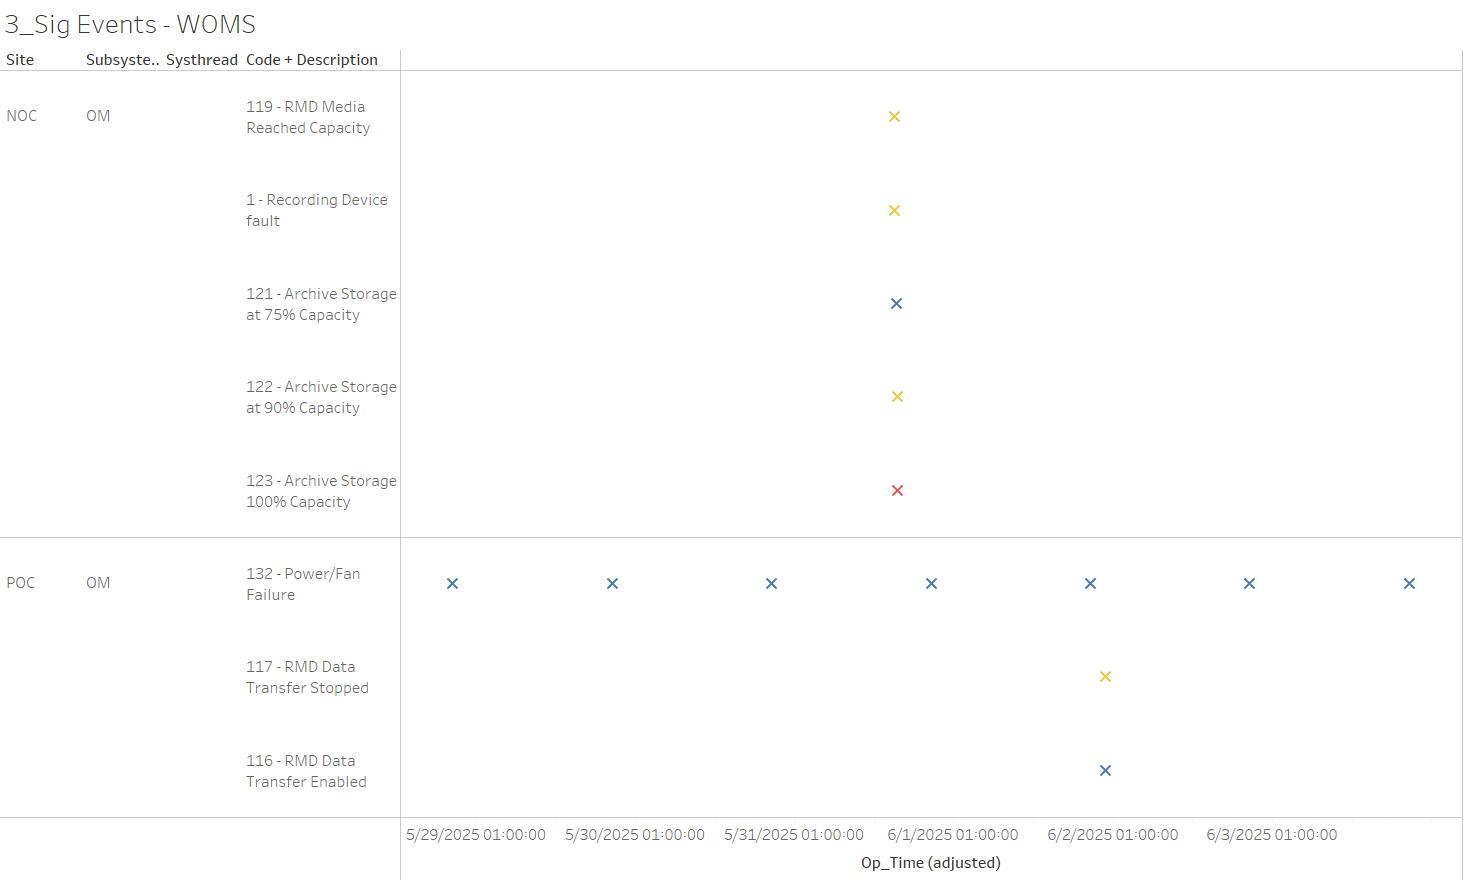 3_Sig Events - WOMS
Site Subsyste.. Systhread Code + Description
NOC OM 119 - RMD Media
Reached Capacity
1 - Recording Device
fault
121 - Archive Storage
at 75% Capacity
122 - Archive Storage
at 90% Capacity
123 - Archive Storage
100% Capacity
POC OM 132 - Power/Fan
Failure
117 - RMD Data
Transfer Stopped
116 - RMD Data
Transfer Enabled
5/29/2025 01:00:00 5/30/2025 01:00:00 5/31/2025 01:00:00 6/1/2025 01:00:00 6/2/2025 01:00:00 6/3/2025 01:00:00
Op_Time (adjusted)